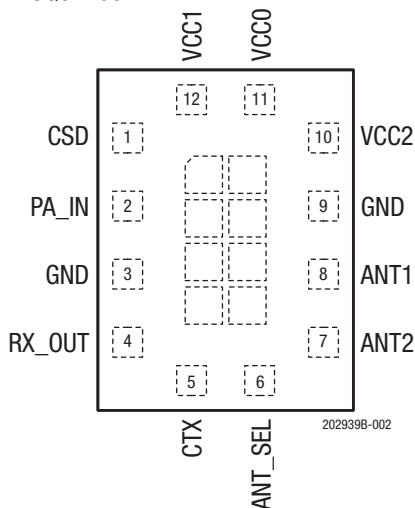 VCC1
VCC0
12
11
CSD
1
10
VCC2
PA_IN
2
9
GND
GND
3
8
ANT1
RX_OUT
4
7
ANT2
5
6
202939B-002
CTX
ANT_SEL